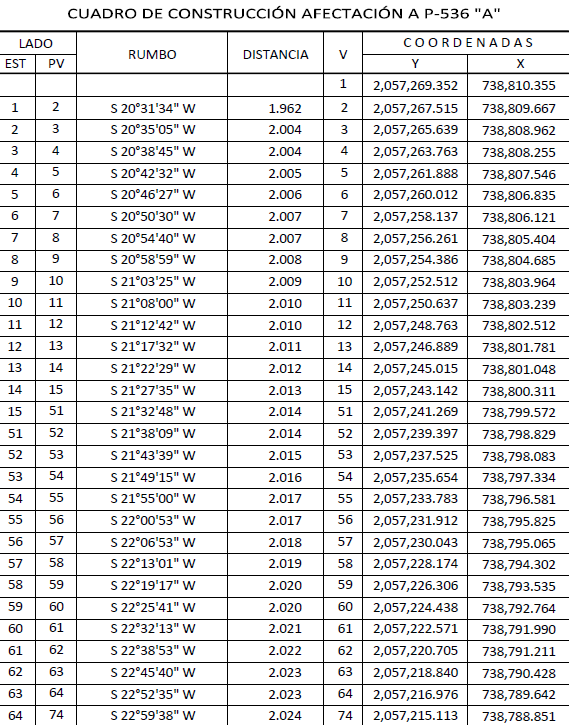 CUADRO DE CONSTRUCCIÓN AFECTACIÓN A P-536 "A"
LADO RUMBO DISTANCIA V COORDENADAS
EST PV Y X
1 2,057,269.352 738,810.355
1 2 S 20°31'34" W 1.962 2 2,057,267.515 738,809.667
2 3 S 20°35'05" W 2.004 3 2,057,265.639 738,808.962
3 4 S 20°38'45" W 2.004 4 2,057,263.763 738,808.255
4 5 S 20°42'32" W 2.005 5 2,057,261.888 738,807.546
5 6 S 20°46'27" W 2.006 6 2,057,260.012 738,806.835
6 7 S 20°50'30" W 2.007 7 2,057,258.137 738,806.121
7 8 S 20°54'40" W 2.007 8 2,057,256.261 738,805.404
8 9 S 20°58'59" W 2.008 9 2,057,254.386 738,804.685
9 10 S 21°03'25" W 2.009 10 2,057,252.512 738,803.964
10 11 S 21°08'00" W 2.010 11 2,057,250.637 738,803.239
11 12 S 21°12'42" W 2.010 12 2,057,248.763 738,802.512
12 13 S 21°17'32" W 2.011 13 2,057,246.889 738,801.781
13 14 S 21°22'29" W 2.012 14 2,057,245.015 738,801.048
14 15 S 21°27'35" W 2.013 15 2,057,243.142 738,800.311
15 51 S 21°32'48" W 2.014 51 2,057,241.269 738,799.572
51 52 S 21°38'09" W 2.014 52 2,057,239.397 738,798.829
52 53 S 21°43'39" W 2.015 53 2,057,237.525 738,798.083
53 54 S 21°49'15" W 2.016 54 2,057,235.654 738,797.334
54 55 S 21°55'00" W 2.017 55 2,057,233.783 738,796.581
55 56 S 22°00'53" W 2.017 56 2,057,231.912 738,795.825
56 57 S 22°06'53" W 2.018 57 2,057,230.043 738,795.065
57 58 S 22°13'01" W 2.019 58 2,057,228.174 738,794.302
58 59 S 22°19'17" W 2.020 59 2,057,226.306 738,793.535
59 60 S 22°25'41" W 2.020 60 2,057,224.438 738,792.764
60 61 S 22°32'13" W 2.021 61 2,057,222.571 738,791.990
61 62 S 22°38'53" W 2.022 62 2,057,220.705 738,791.211
62 63 S 22°45'40" W 2.023 63 2,057,218.840 738,790.428
63 64 S 22°52'35" W 2.023 64 2,057,216.976 738,789.642
64 74 S 22°59'38" W 2.024 74 2,057,215.113 738,788.851